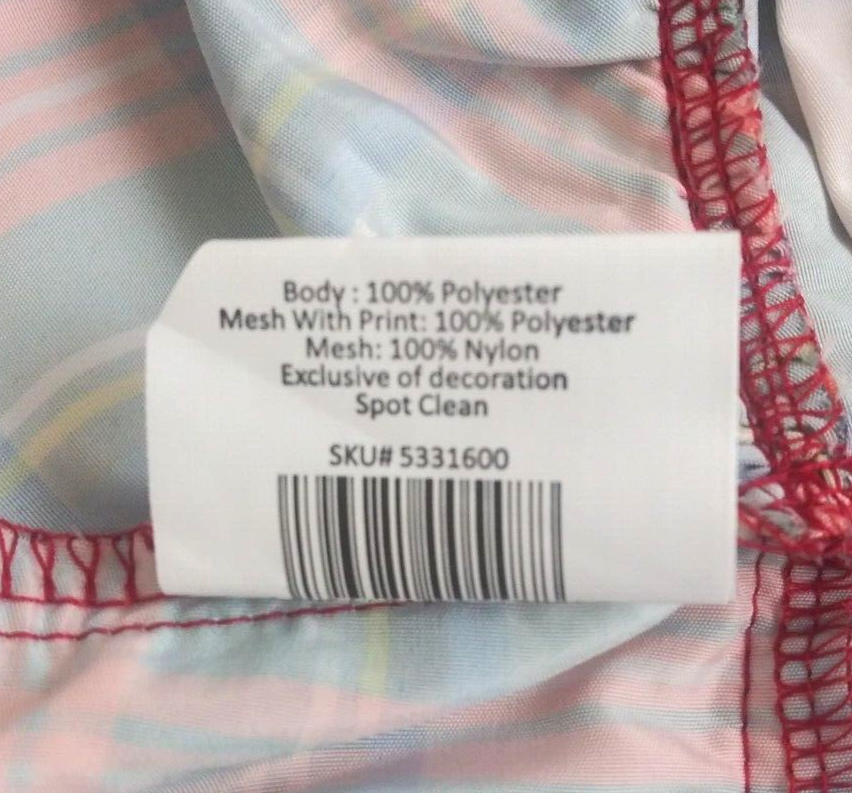 Body : 100% Polyester
Mesh With Print: 100% Polyester
Mesh: 100% Nylon
Exclusive of decoration
Spot Clean
SKU# 5331600